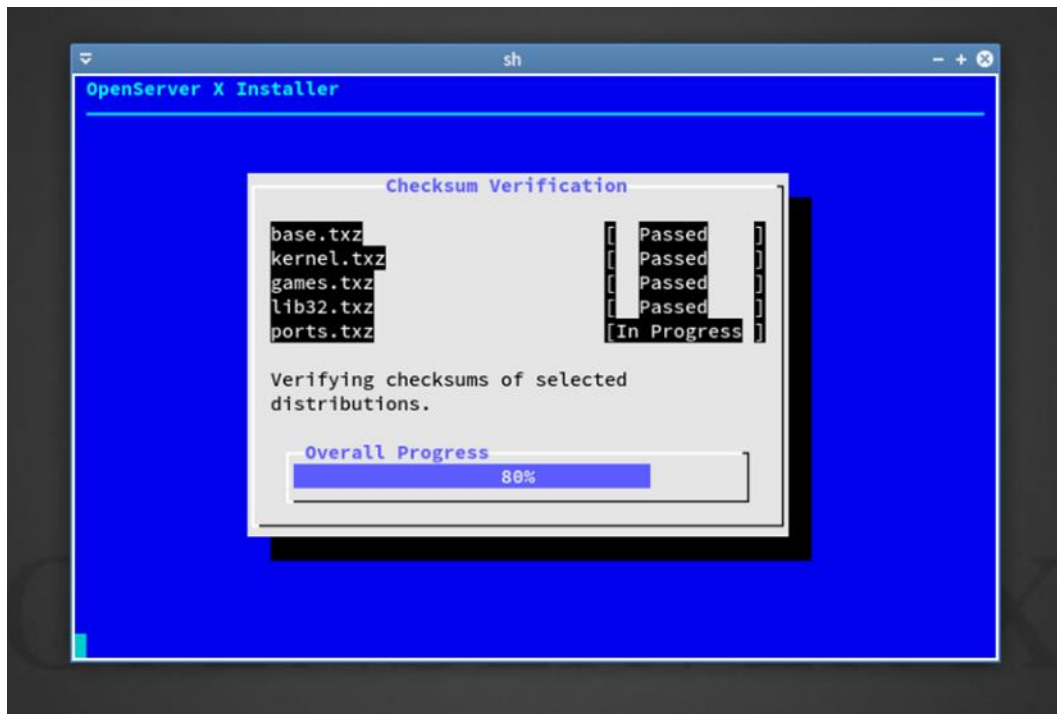 sh
OpenServer X Installer
Checksum Verification
base.txz [ Passed ]
kernel.txz [ Passed ]
games.txz [ Passed ]
lib32.txz [ Passed ]
ports.txz [In Progress ]
Verifying checksums of selected
distributions.
Overall Progress
80%